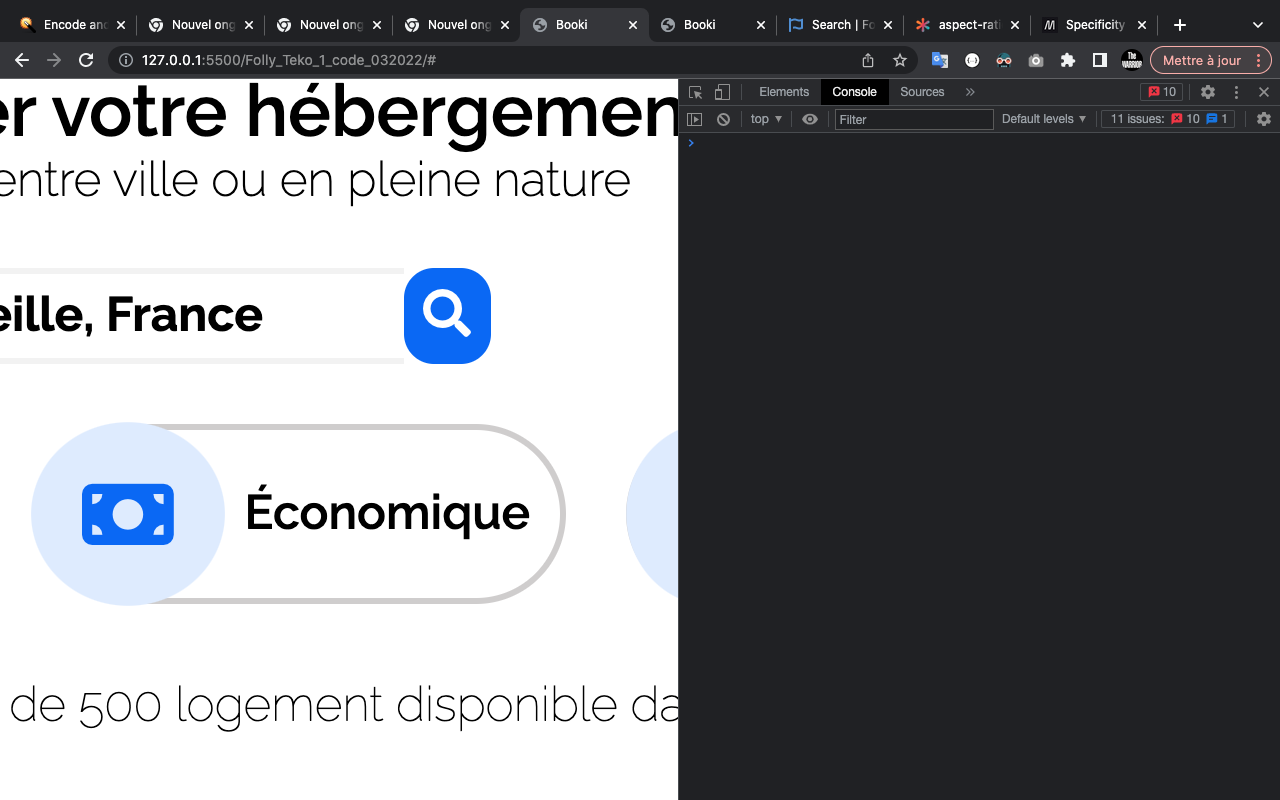 Encode and
Nouvel ong
Nouvel ong
Nouvel ong
Booki
Booki
Search | Fo
aspect-rati
Specificity
127.0.0.1:5500/Folly_Teko_1_code_032022/#
Mettre à jour
Elements
Console
Sources
10
top
Filter
Default levels
11 issues:
10
1
er votre hébergemen
entre ville ou en pleine nature
eille, France
Économique
de 500 logement disponible da